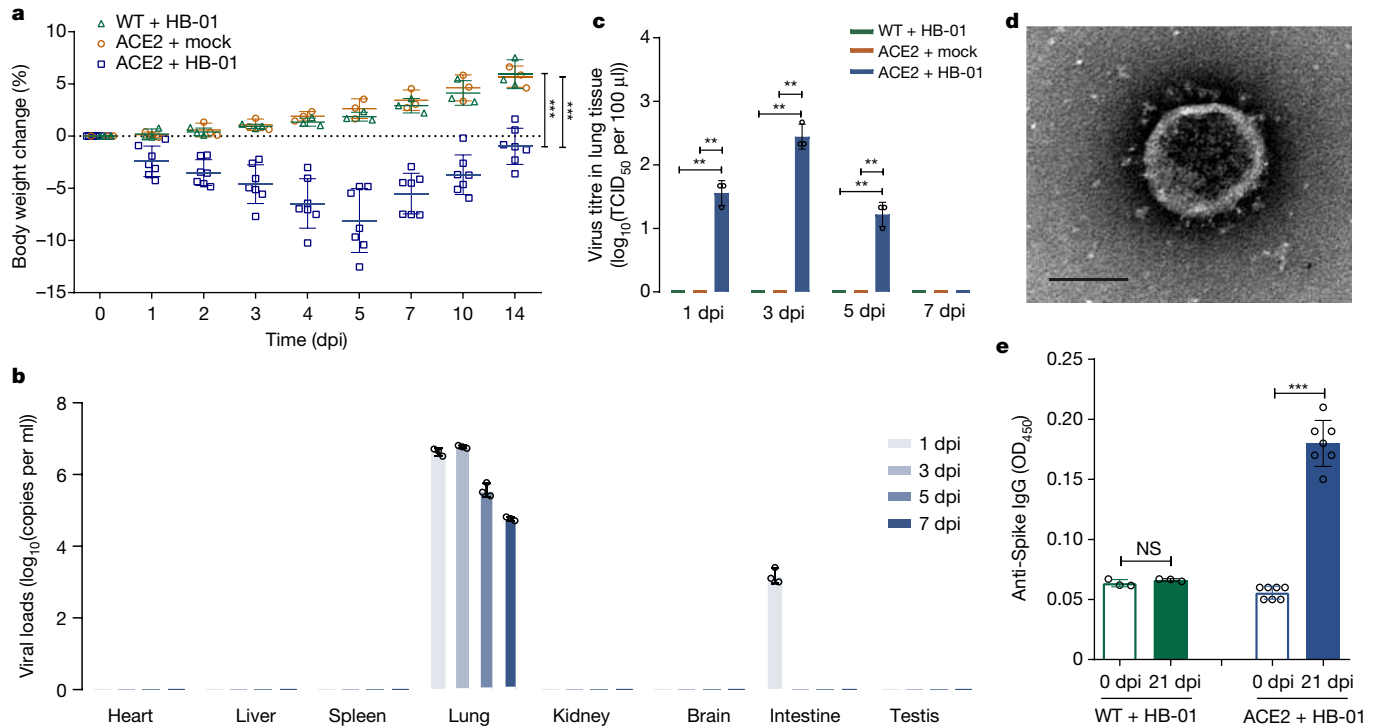 a
WT + HB-01
ACE2 + mock
ACE2 + HB-01
Body weight change (%)
10
5
0
−5
−10
−15
***
***
0 1 2 3 4 5 7 10 14
Time (dpi)
c
WT + HB-01
ACE2 + mock
ACE2 + HB-01
Virus titre in lung tissue
(log10(TCID50 per 100 μl))
4
3
2
1
0
**
**
**
**
**
**
1 dpi 3 dpi 5 dpi 7 dpi
d
b
Viral loads (log10(copies per ml))
8
6
4
2
0
1 dpi
3 dpi
5 dpi
7 dpi
Heart Liver Spleen Lung Kidney Brain Intestine Testis
e
Anti-Spike IgG (OD450)
0.25
0.20
0.15
0.10
0.05
0
NS
***
0 dpi 21 dpi 0 dpi 21 dpi
WT + HB-01 ACE2 + HB-01